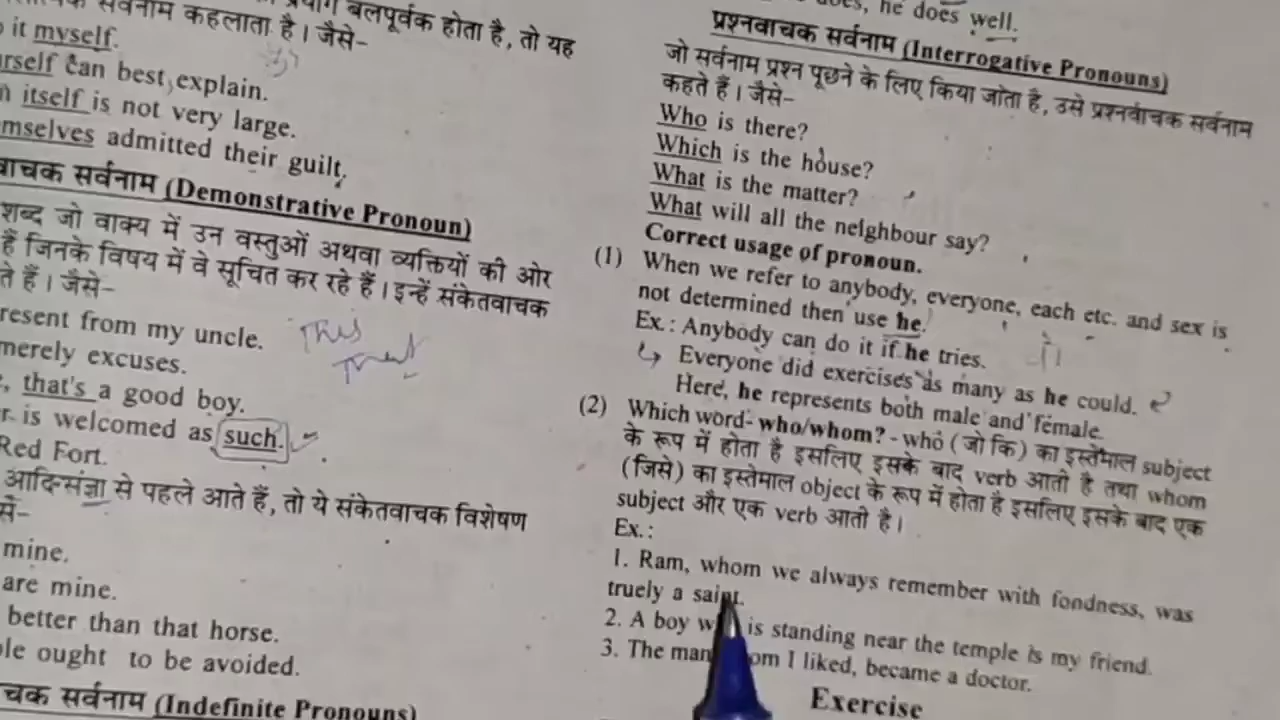 सर्वनाम कहलाता है। जैसे-
प्रयोग बलपूर्वक होता है, तो यह
it myself.
can best explain.
itself is not very large.
admitted their guilt.
सर्वनाम (Demonstrative Pronoun)
शब्द जो वाक्य में उन वस्तुओं अथवा व्यक्तियों की ओर
हैं जिनके विषय में वे सूचित कर रहे हैं। इन्हें संकेतवाचक
हैं। जैसे-
from my uncle.
This
That
merely excuses.
that's a good boy.
is welcomed as such.
Red Fort.
आदि संज्ञा से पहले आते हैं, तो ये संकेतवाचक विशेषण
mine.
are mine.
better than that horse.
ought to be avoided.
सर्वनाम (Indefinite Pronouns)
he does well.
प्रश्नवाचक सर्वनाम (Interrogative Pronouns)
जो सर्वनाम प्रश्न पूछने के लिए किया जाता है, उसे प्रश्नवाचक सर्वनाम
कहते हैं। जैसे-
Who is there?
Which is the house?
What is the matter?
What will all the neighbour say?
Correct usage of pronoun.
(1) When we refer to anybody, everyone, each etc. and sex is
not determined then use he.
Ex.: Anybody can do it if he tries.
Everyone did exercises as many as he could.
Here, he represents both male and female.
(2) Which word- who/whom? - who (जो कि) का इस्तेमाल subject
के रूप में होता है इसलिए इसके बाद verb आती है तथा whom
(जिसे) का इस्तेमाल object के रूप में होता है इसलिए इसके बाद एक
subject और एक verb आती है।
Ex.:
1. Ram, whom we always remember with fondness, was
truely a saint.
2. A boy is standing near the temple is my friend.
3. The man I liked, became a doctor.
Exercise